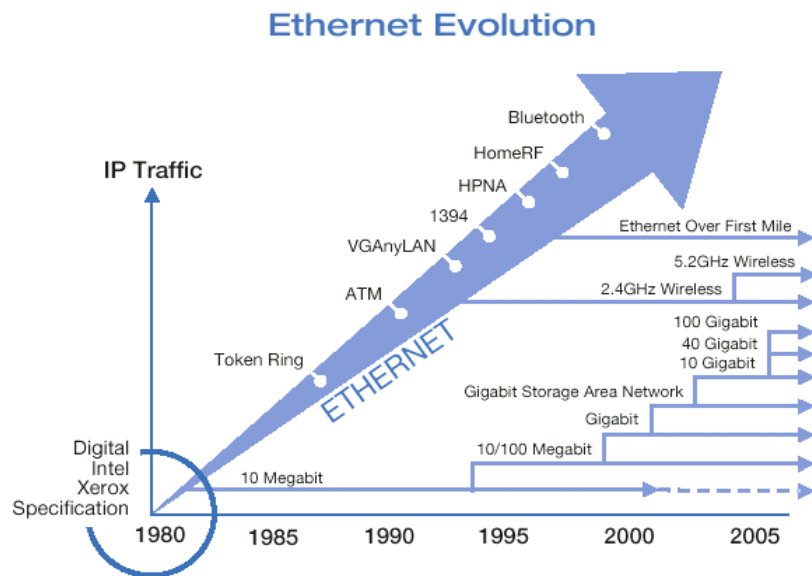 Ethernet Evolution
IP Traffic
Bluetooth
HomeRF
HPNA
1394
VGAnyLAN
ATM
Token Ring
ETHERNET
Ethernet Over First Mile
5.2GHz Wireless
2.4GHz Wireless
100 Gigabit
40 Gigabit
10 Gigabit
Gigabit Storage Area Network
Gigabit
10/100 Megabit
10 Megabit
Digital
Intel
Xerox
Specification
1980 1985 1990 1995 2000 2005